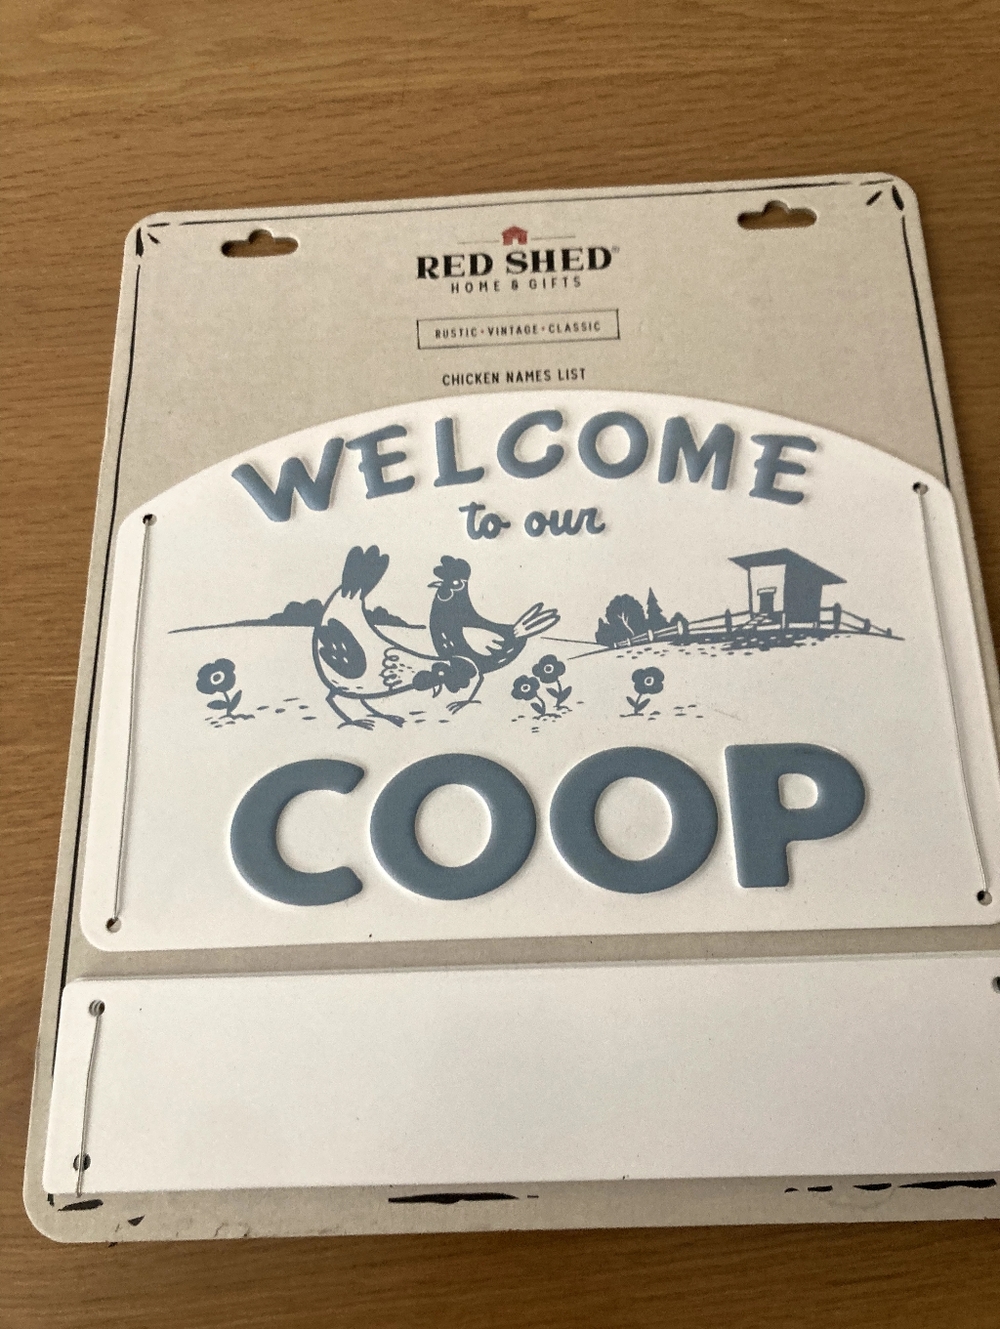 RED SHED®
HOME & GIFTS
RUSTIC • VINTAGE • CLASSIC
CHICKEN NAMES LIST
WELCOME
to our
COOP